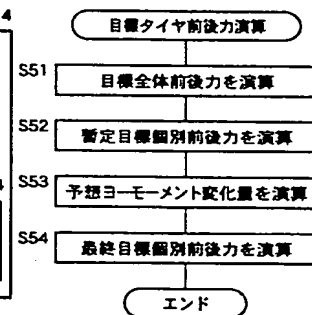 4
目標タイヤ前後力演算
S51
目標全体前後力を演算
S52
暫定目標個別前後力を演算
S53
予想ヨーモーメント変化量を演算
S54
最終目標個別前後力を演算
エンド